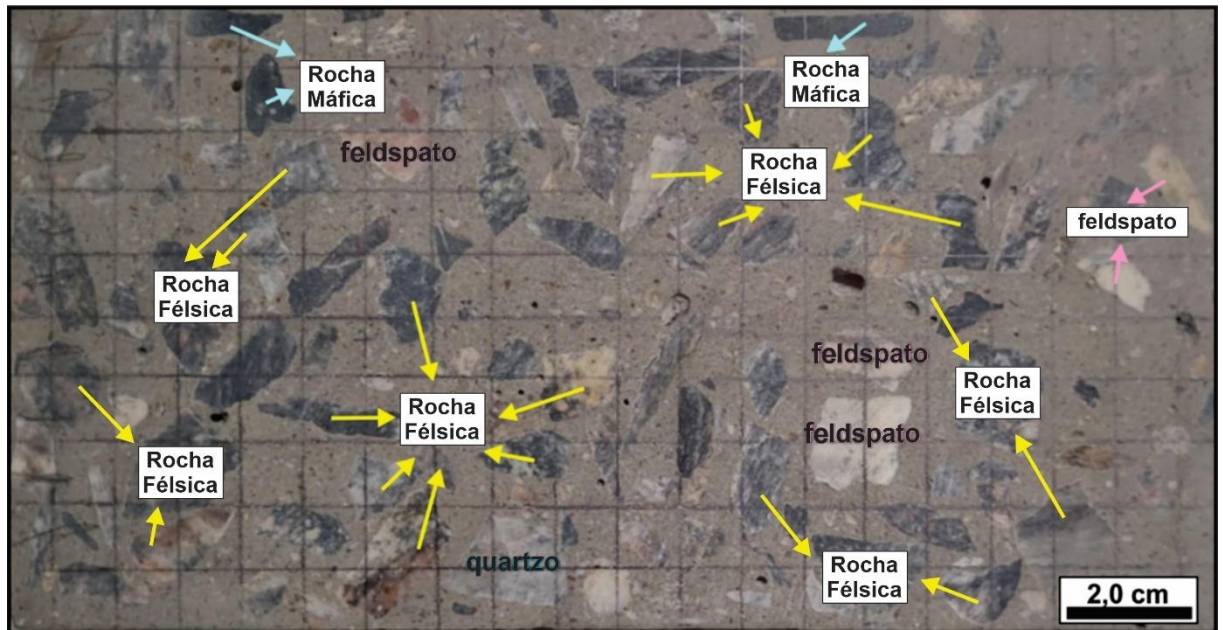 Rocha
Máfica
Rocha
Máfica
feldspato
Rocha
Félsica
feldspato
Rocha
Félsica
feldspato
Rocha
Félsica
Rocha
Félsica
feldspato
Rocha
Félsica
quartzo
Rocha
Félsica
2,0 cm